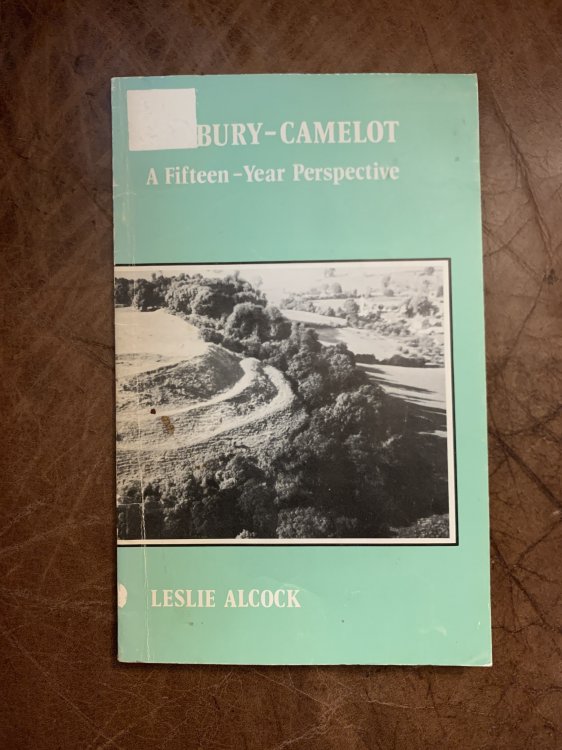 BURY-CAMELOT
A Fifteen-Year Perspective
LESLIE ALCOCK